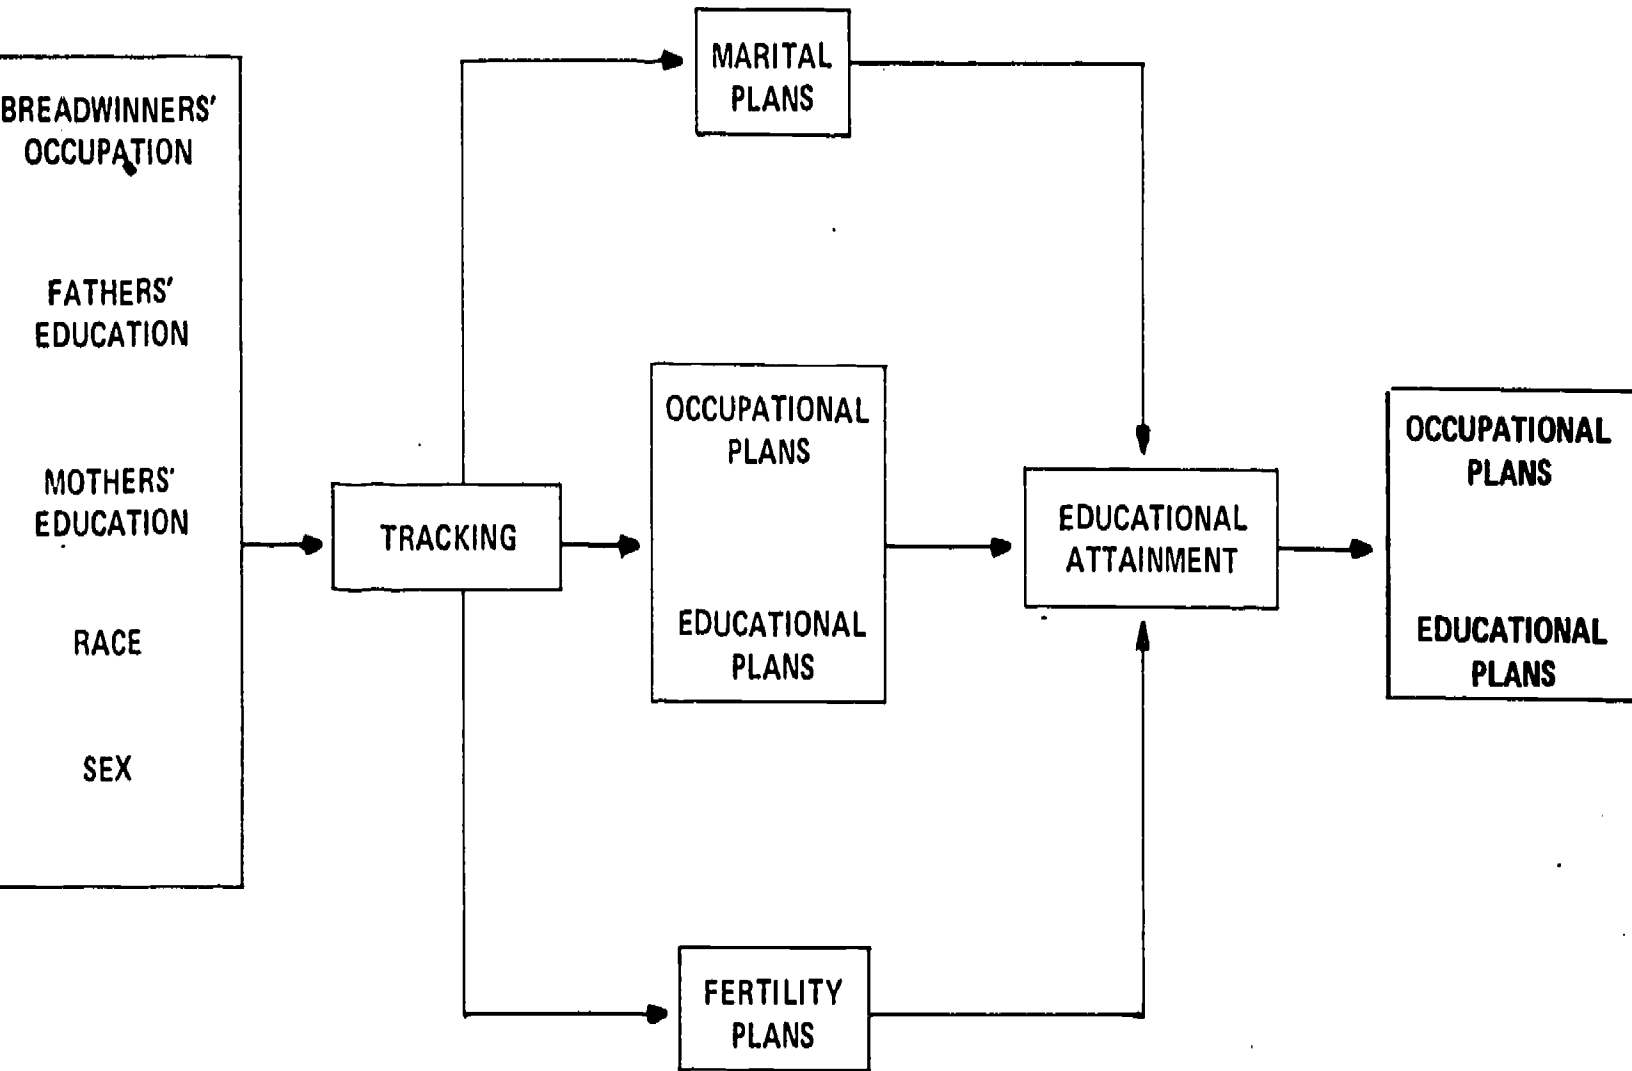 BREADWINNERS'
OCCUPATION
FATHERS'
EDUCATION
MOTHERS'
EDUCATION
RACE
SEX
TRACKING
MARITAL
PLANS
OCCUPATIONAL
PLANS
EDUCATIONAL
PLANS
FERTILITY
PLANS
EDUCATIONAL
ATTAINMENT
OCCUPATIONAL
PLANS
EDUCATIONAL
PLANS